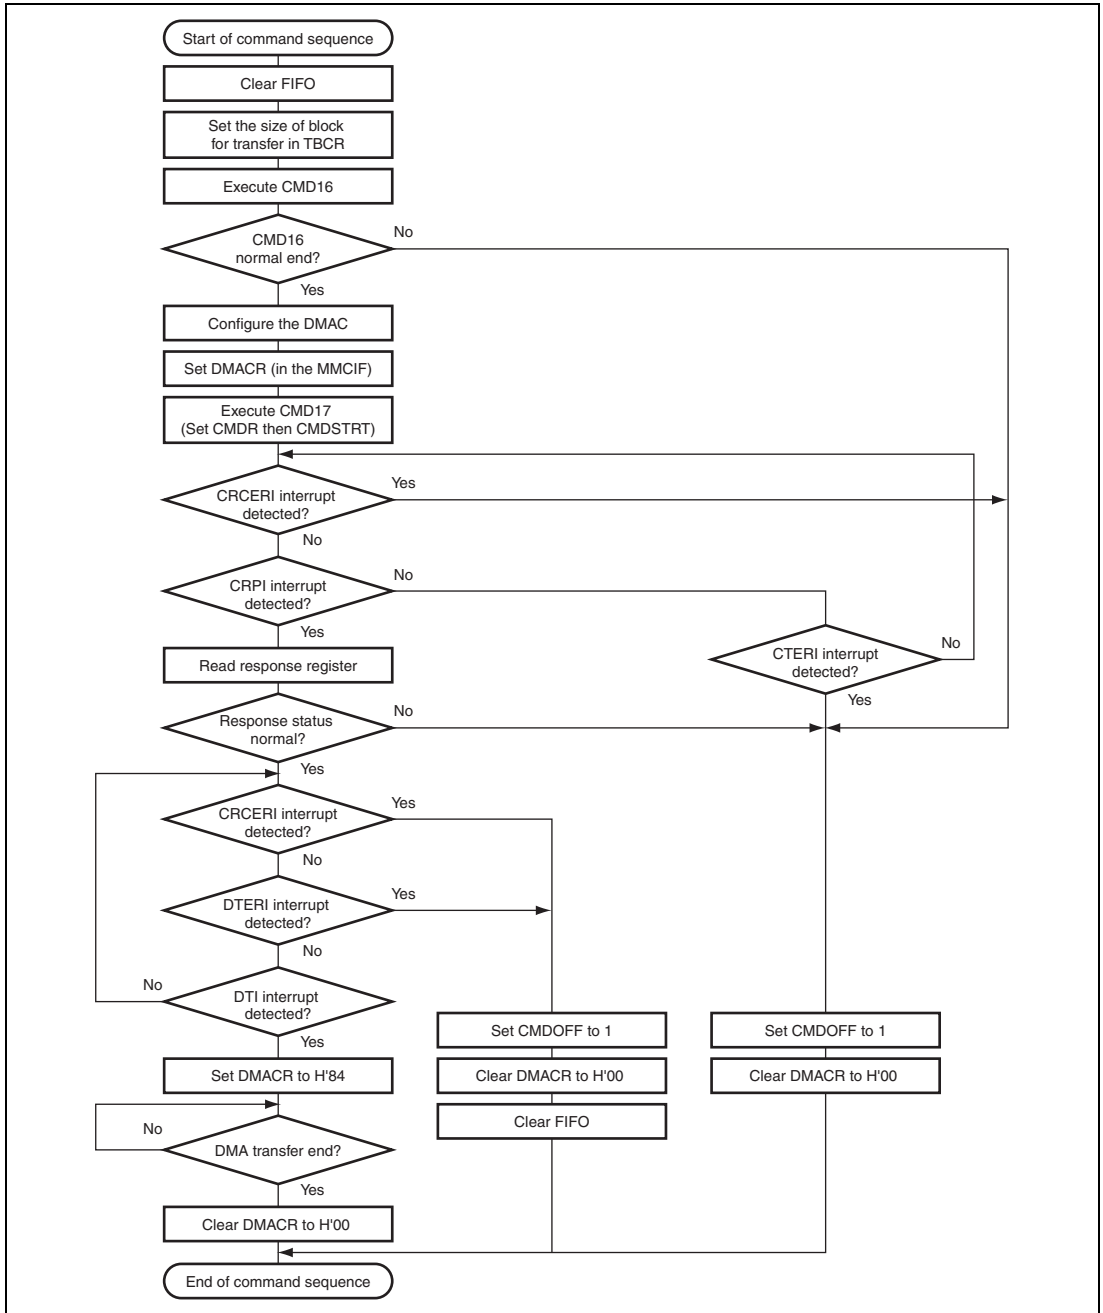 Start of command sequence
Clear FIFO
Set the size of block
for transfer in TBCR
Execute CMD16
CMD16
normal end?
No
Yes
Configure the DMAC
Set DMACR (in the MMCIF)
Execute CMD17
(Set CMDR then CMDSTRT)
CRCERI interrupt
detected?
Yes
No
CRPI interrupt
detected?
No
Yes
CTERI interrupt
detected?
No
Yes
Read response register
Response status
normal?
No
Yes
CRCERI interrupt
detected?
Yes
No
DTERI interrupt
detected?
Yes
No
DTI interrupt
detected?
No
Yes
Set DMACR to H'84
DMA transfer end?
No
Yes
Clear DMACR to H'00
Set CMDOFF to 1
Clear DMACR to H'00
Clear FIFO
Set CMDOFF to 1
Clear DMACR to H'00
End of command sequence